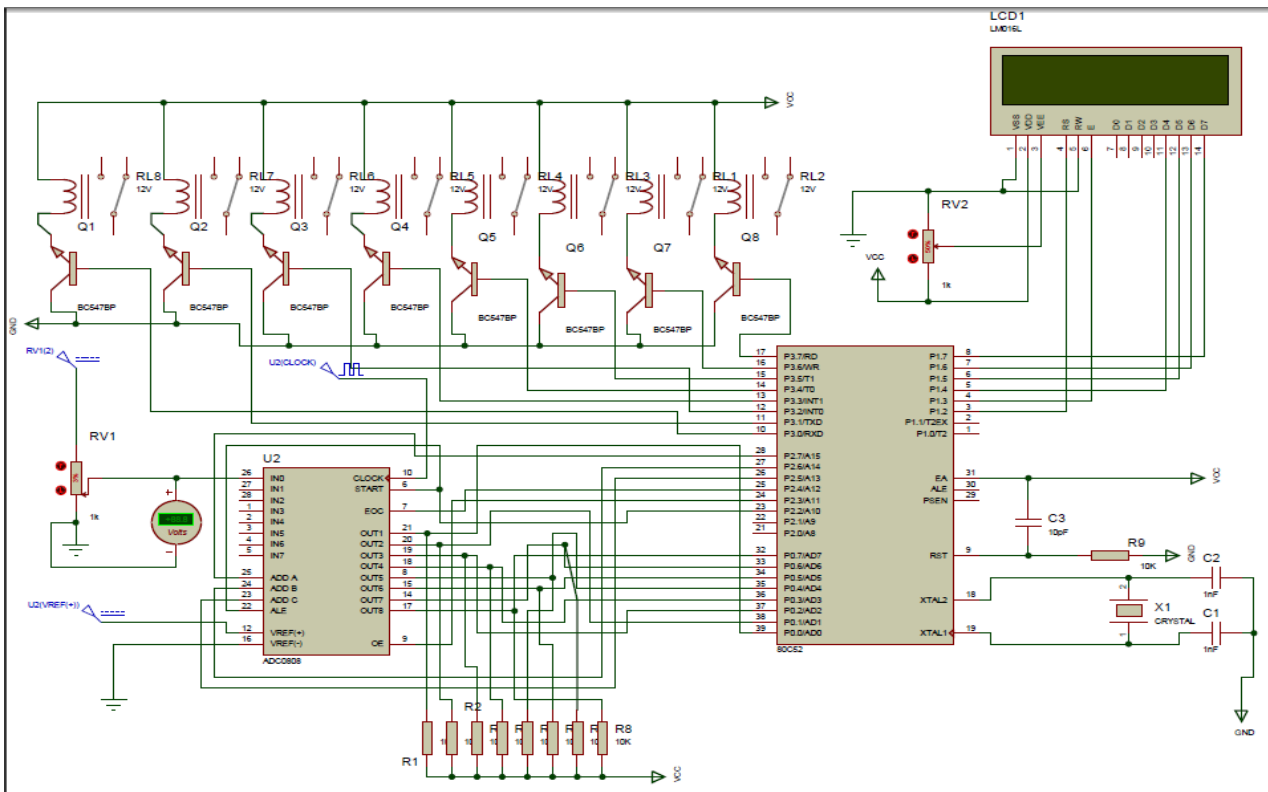 LCD1
LM016L
VSS VDD VEE RS RW E D0 D1 D2 D3 D4 D5 D6 D7
1 2 3 4 5 6 7 8 9 10 11 12 13 14
VCC
RL8 RL7 RL6 RL5 RL4 RL3 RL1 RL2
12V 12V 12V 12V 12V 12V 12V 12V
Q1 Q2 Q3 Q4 Q5 Q6 Q7 Q8
BC547BP BC547BP BC547BP BC547BP BC547BP BC547BP BC547BP BC547BP
RV2
50%
1k
VCC
GND
RV1(2)
U2(CLOCK)
RV1
1k
+
Volts
-
U2
26 IN0 CLOCK 10
27 IN1 START 6
28 IN2
1 IN3 EOC 7
2 IN4
3 IN5 OUT1 21
4 IN6 OUT2 20
5 IN7 OUT3 19
OUT4 18
25 ADD A OUT5 8
24 ADD B OUT6 15
23 ADD C OUT7 14
22 ALE OUT8 17
12 VREF(+)
16 VREF(-) OE 9
ADC0808
U2(VREF(+))
17 P3.7/RD P1.7 8
16 P3.6/WR P1.6 7
15 P3.5/T1 P1.5 6
14 P3.4/T0 P1.4 5
13 P3.3/INT1 P1.3 4
12 P3.2/INT0 P1.2 3
11 P3.1/TXD P1.1/T2EX 2
10 P3.0/RXD P1.0/T2 1
28 P2.7/A15
27 P2.6/A14
26 P2.5/A13 EA 31
25 P2.4/A12 ALE 30
24 P2.3/A11 PSEN 29
23 P2.2/A10
22 P2.1/A9
21 P2.0/A8
32 P0.7/AD7 RST 9
33 P0.6/AD6
34 P0.5/AD5
35 P0.4/AD4
36 P0.3/AD3 XTAL2 18
37 P0.2/AD2
38 P0.1/AD1
39 P0.0/AD0 XTAL1 19
80C52
VCC
C3
10pF
R9
10K
GND
C2
1nF
2
X1
CRYSTAL
1
C1
1nF
GND
R1
R2
R8
10K
VCC